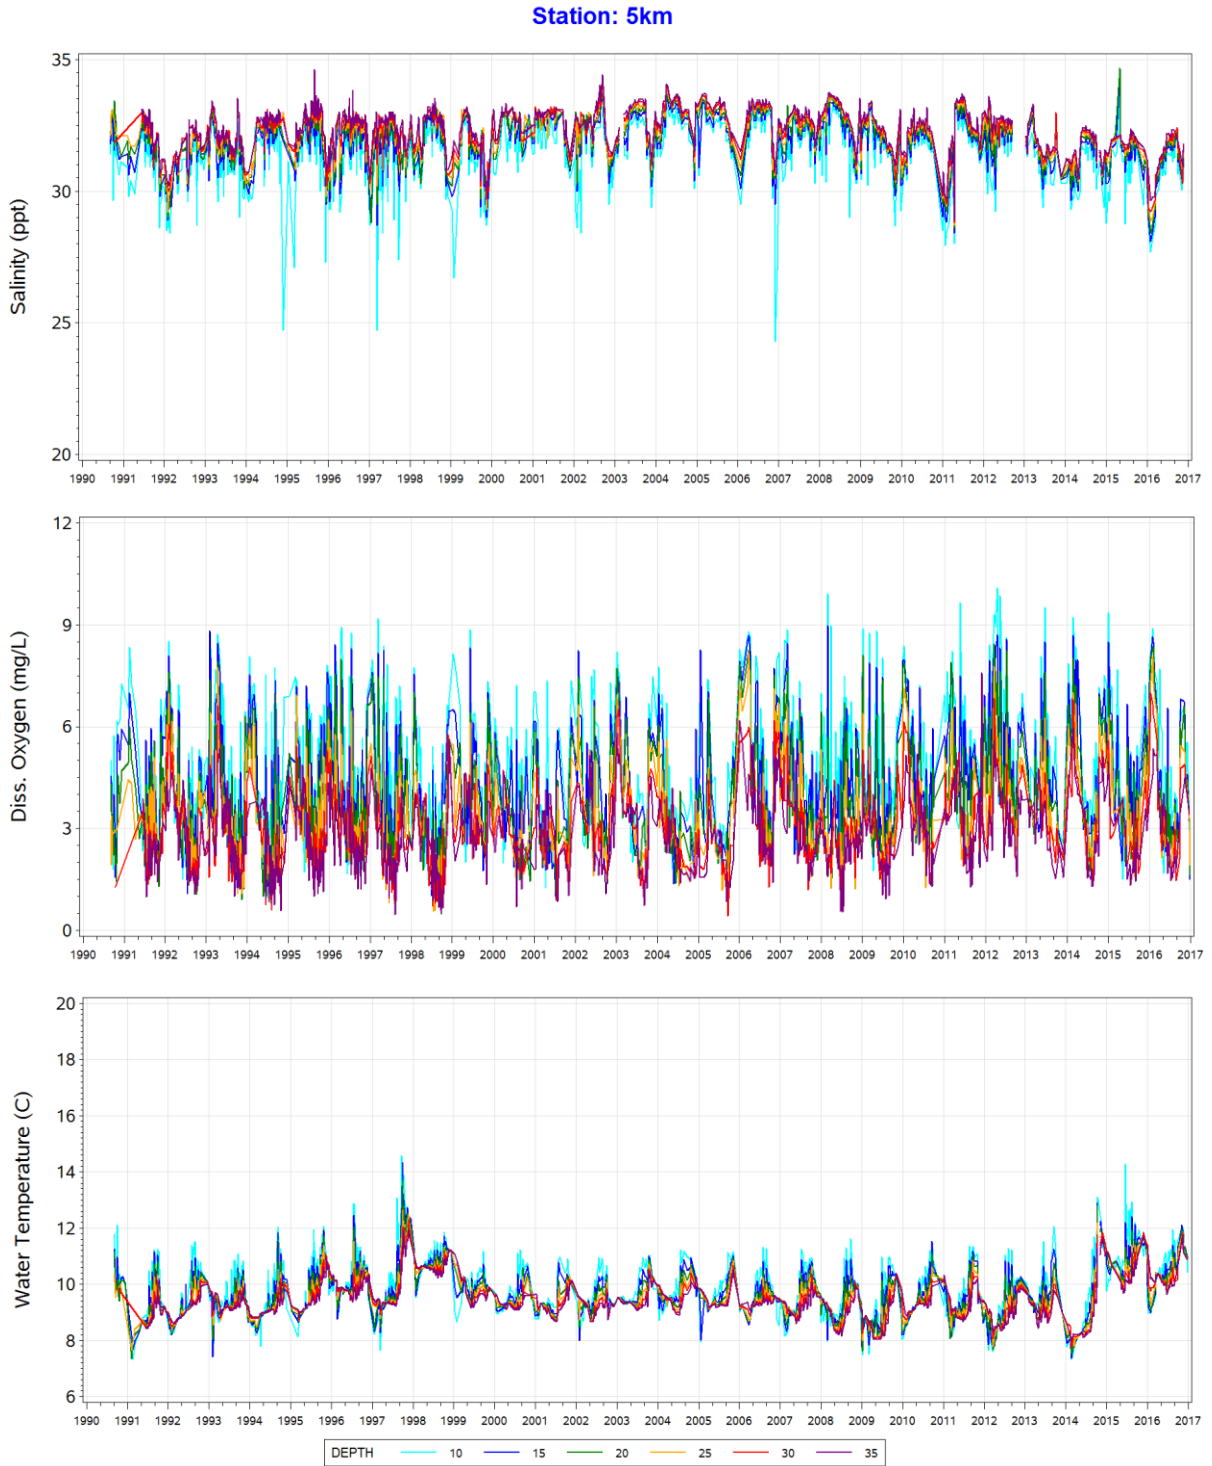 Station: 5km
Salinity (ppt)
35
30
25
20
1990 1991 1992 1993 1994 1995 1996 1997 1998 1999 2000 2001 2002 2003 2004 2005 2006 2007 2008 2009 2010 2011 2012 2013 2014 2015 2016 2017
Diss. Oxygen (mg/L)
12
9
6
3
0
1990 1991 1992 1993 1994 1995 1996 1997 1998 1999 2000 2001 2002 2003 2004 2005 2006 2007 2008 2009 2010 2011 2012 2013 2014 2015 2016 2017
Water Temperature (C)
20
18
16
14
12
10
8
6
1990 1991 1992 1993 1994 1995 1996 1997 1998 1999 2000 2001 2002 2003 2004 2005 2006 2007 2008 2009 2010 2011 2012 2013 2014 2015 2016 2017
DEPTH 10 15 20 25 30 35